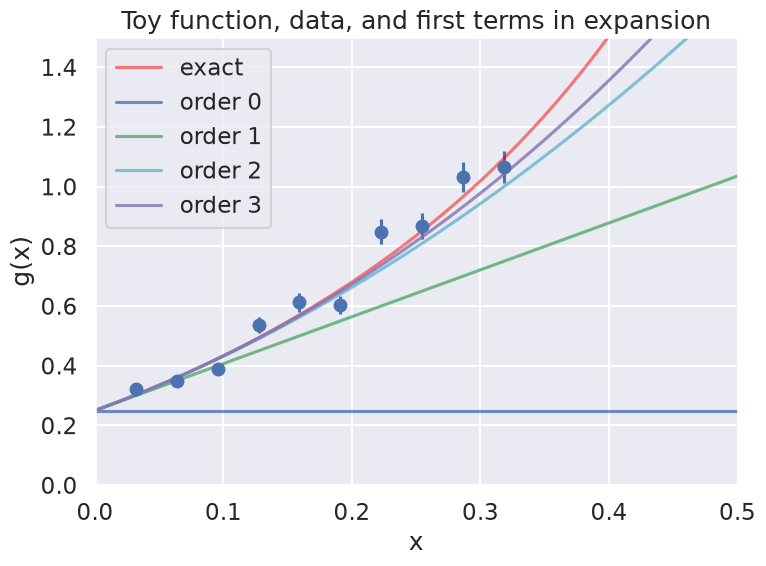 Toy function, data, and first terms in expansion
exact
order 0
order 1
order 2
order 3
g(x)
1.4
1.2
1.0
0.8
0.6
0.4
0.2
0.0
0.0 0.1 0.2 0.3 0.4 0.5
x